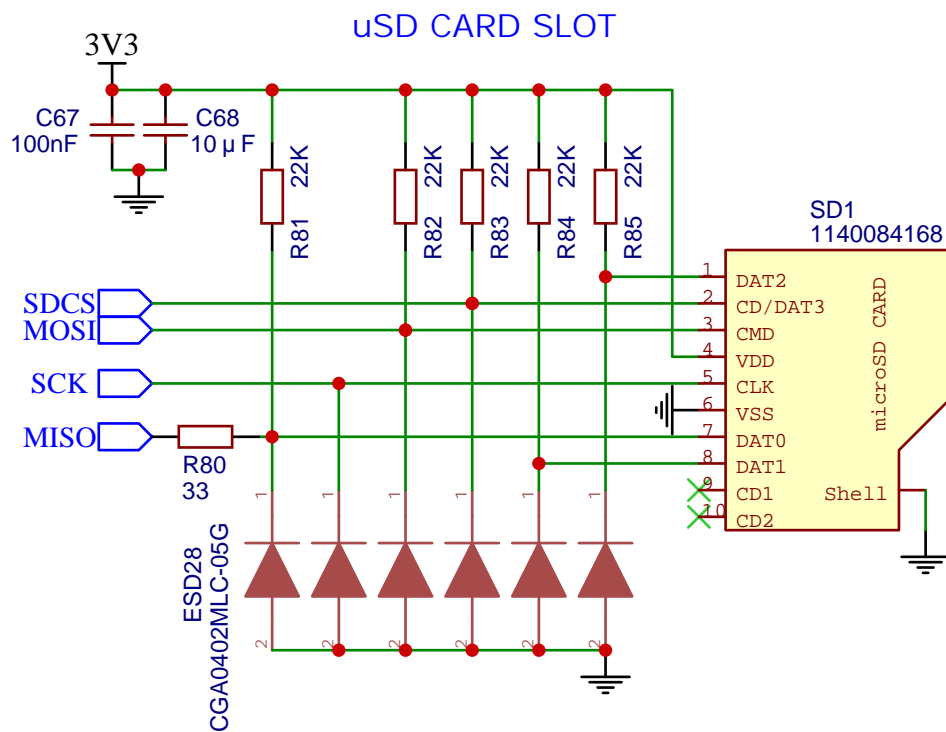 uSD CARD SLOT
3V3
C67
100nF
C68
10 µ F
22K
R81
22K
R82
22K
R83
22K
R84
22K
R85
SD1
1140084168
SDCS
MOSI
SCK
MISO
R80
33
1 DAT2
2 CD/DAT3
3 CMD
4 VDD
5 CLK
6 VSS
7 DAT0
8 DAT1
9 CD1
10 CD2
microSD CARD
Shell
1 1 1 1 1 1
ESD28
CGA0402MLC-05G
2 2 2 2 2 2